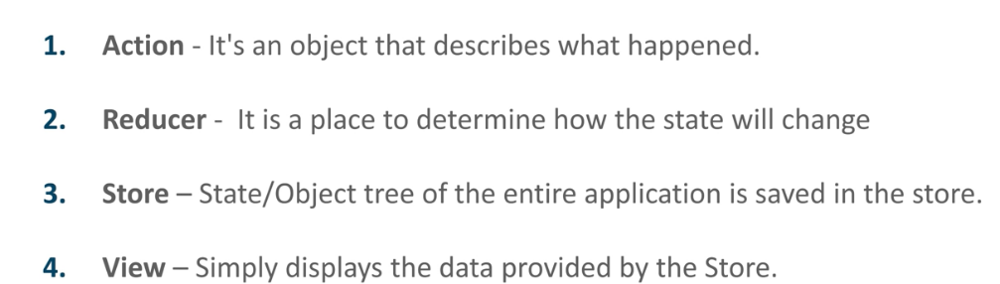 1. Action - It's an object that describes what happened.
2. Reducer - It is a place to determine how the state will change
3. Store – State/Object tree of the entire application is saved in the store.
4. View – Simply displays the data provided by the Store.